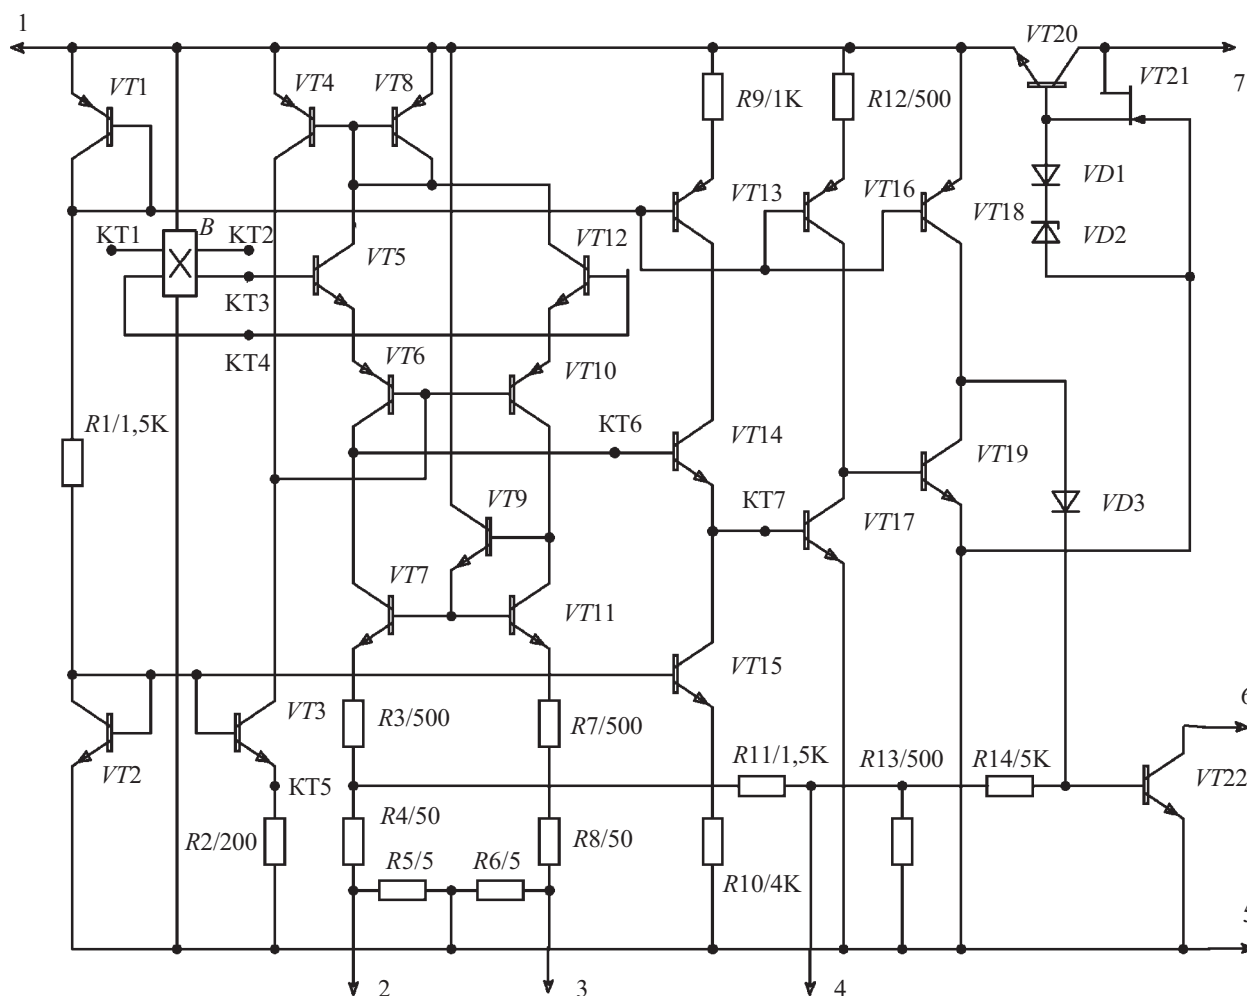 1
VT20
VT1
VT4
VT8
R9/1K
R12/500
VT21
7
VT13
VT16
VD1
VT18
VD2
KT1
B
KT2
VT5
VT12
KT3
KT4
VT6
VT10
R1/1,5K
КТ6
VT14
VT19
VT9
КТ7
VT17
VD3
VT7
VT11
VT15
VT3
R3/500
R7/500
6
VT2
КТ5
R11/1,5K
R13/500
R14/5K
VT22
R2/200
R4/50
R8/50
R5/5
R6/5
R10/4K
5
2
3
4